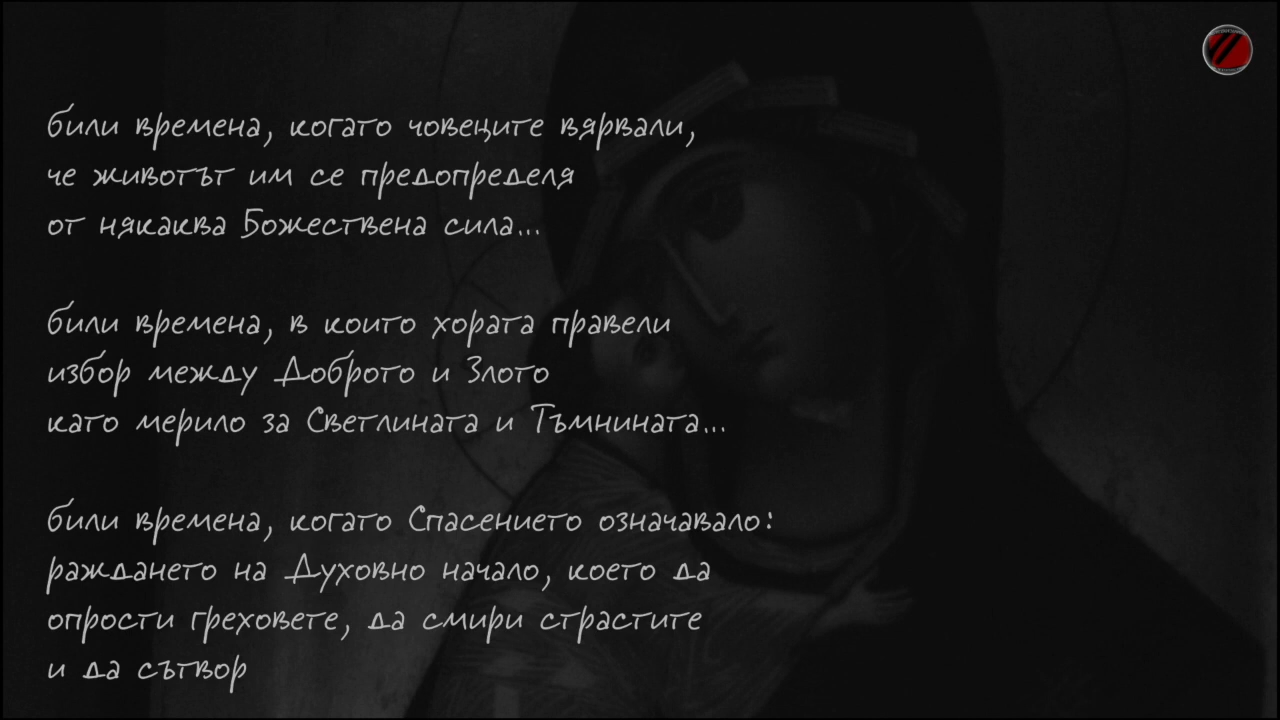 били времена, когато човеците вярвали,
че животът им се предопределя
от някаква Божествена сила...
били времена, в които хората правели
избор между Доброто и Злото
като мерило за Светлината и Тъмнината...
били времена, когато Спасението означавало:
раждането на Духовно начало, което да
опрости греховете, да смири страстите
и да сътвор